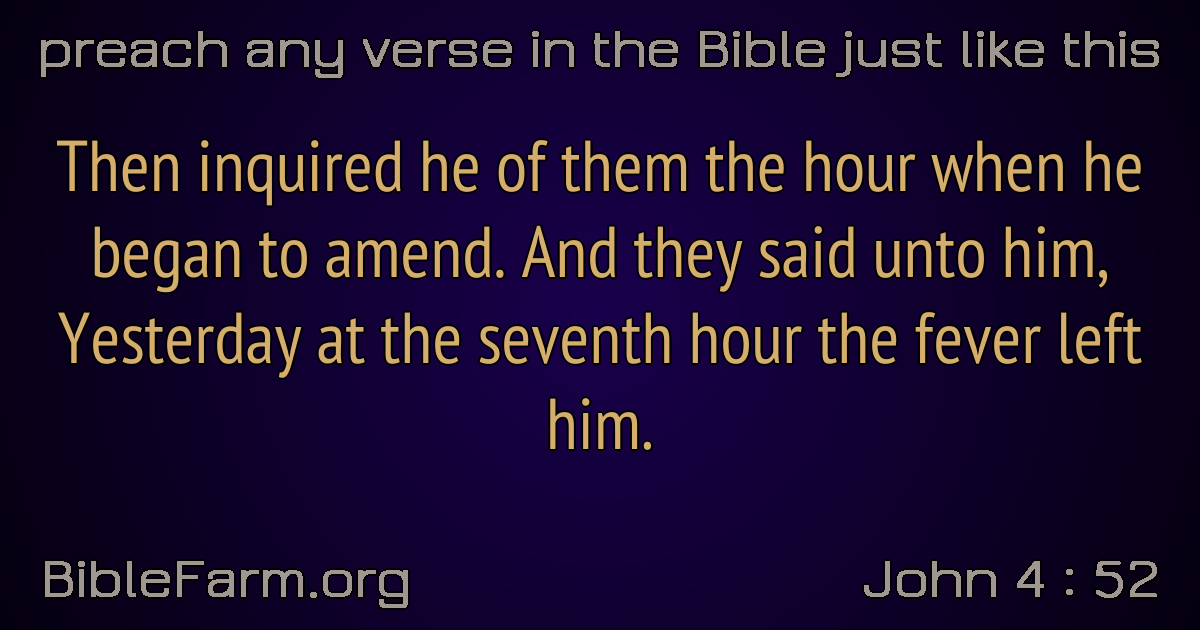 preach any verse in the Bible just like this
Then inquired he of them the hour when he
began to amend. And they said unto him,
Yesterday at the seventh hour the fever left
him.
BibleFarm.org
John 4 : 52